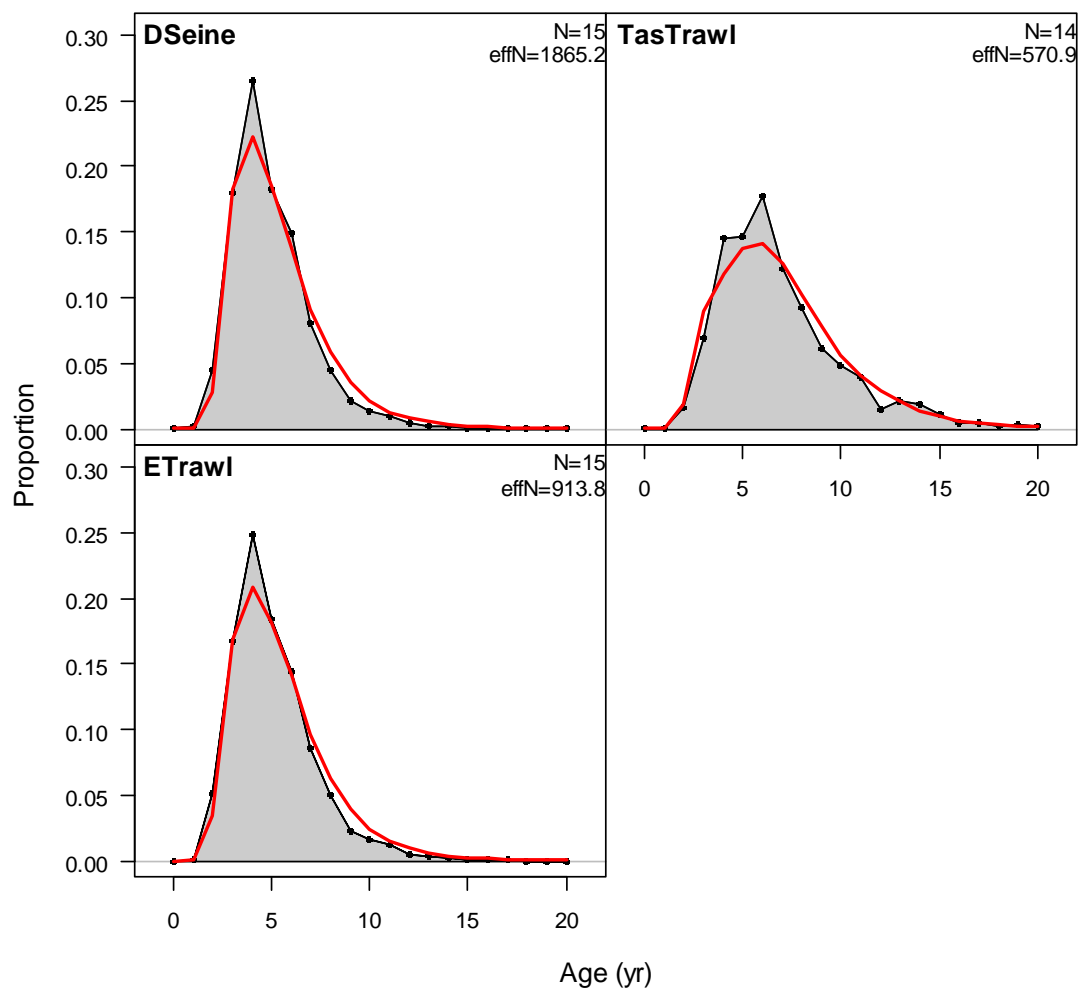 DSeine
N=15
effN=1865.2
TasTrawl
N=14
effN=570.9
0.30
0.25
0.20
0.15
0.10
0.05
0.00
ETrawl
N=15
effN=913.8
0 5 10 15 20
0.30
0.25
0.20
0.15
0.10
0.05
0.00
0 5 10 15 20
Proportion
Age (yr)